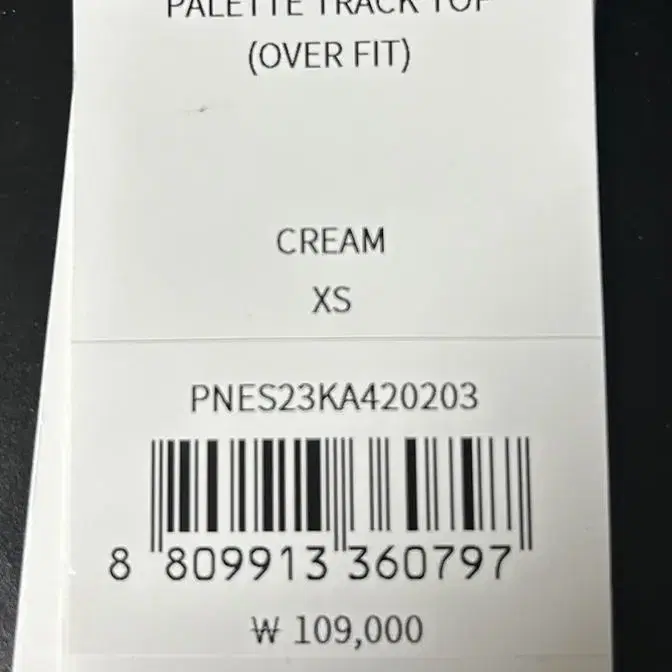 PALETTE TRACK TOP
(OVER FIT)
CREAM
XS
PNES23KA420203
8 809913 360797
₩ 109,000